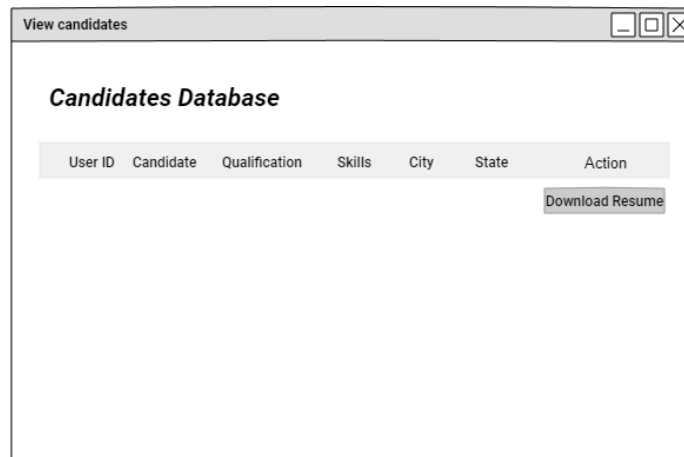 View candidates
Candidates Database
User ID Candidate Qualification Skills City State Action
Download Resume